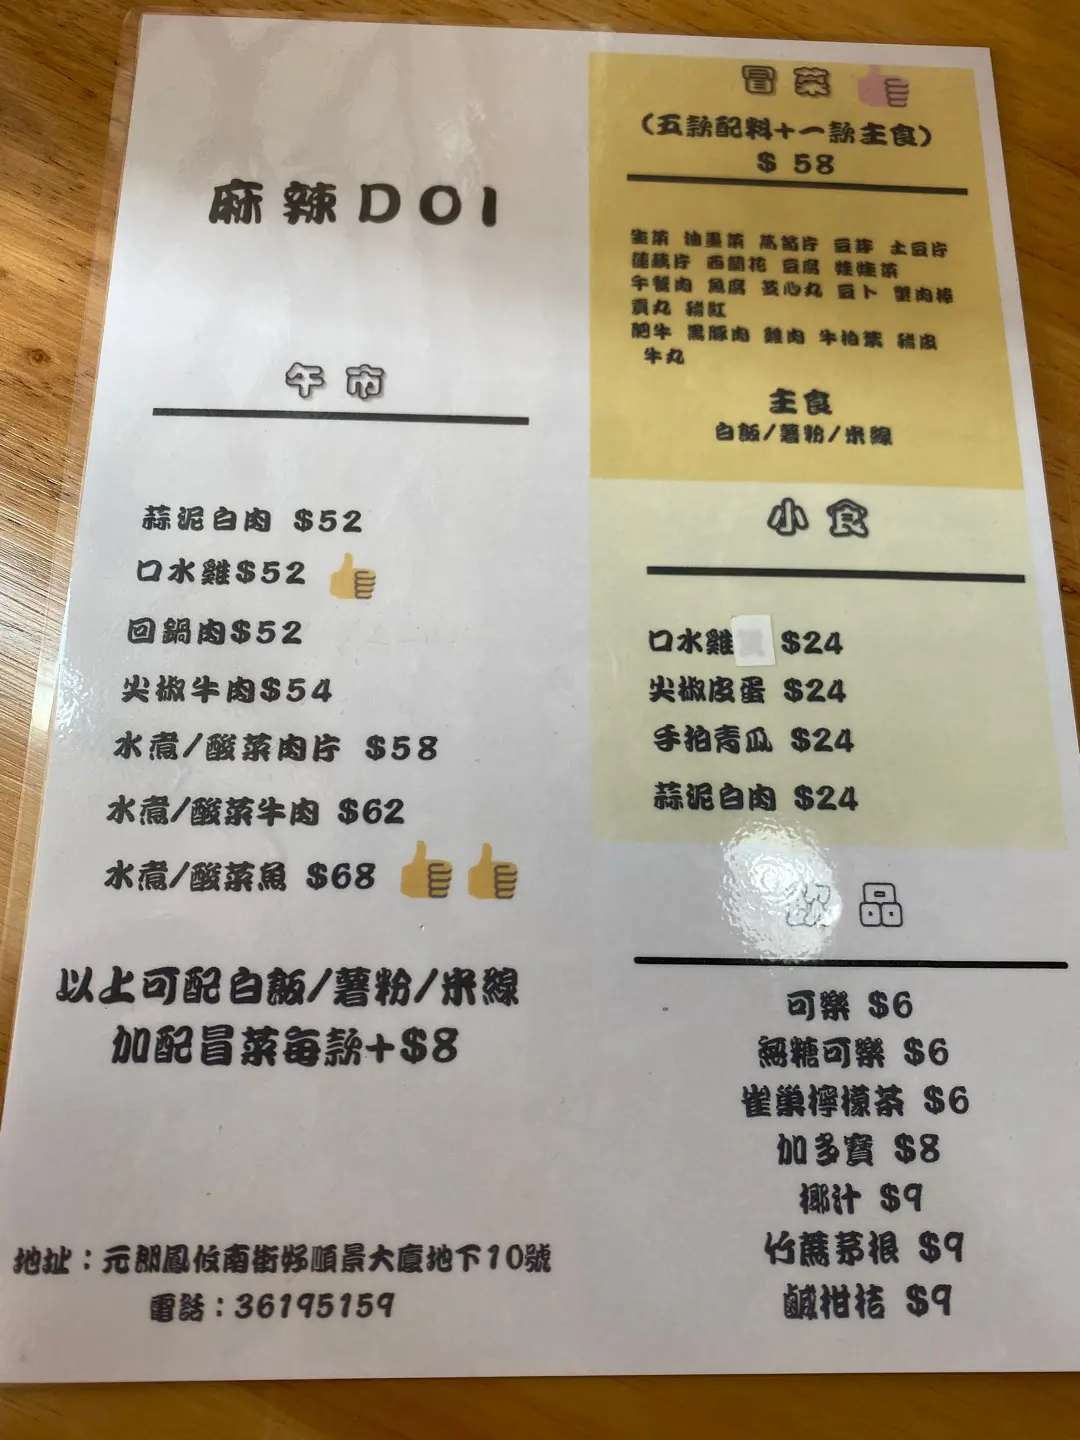 麻辣DOI
午市
蒜泥白肉 $52
口水雞$52
回鍋肉$52
尖椒牛肉$54
水煮/酸菜肉片 $58
水煮/酸菜牛肉 $62
水煮/酸菜魚 $68
以上可配白飯/薯粉/米線
加配冒菜每款+$8
地址：元朗鳳攸南街好順景大廈地下10號
電話：36195159
冒菜
(五款配料+一款主食)
$ 58
生菜 油墨菜 萵筍片 豆芽 土豆片
蓮藕片 西蘭花 豆腐 娃娃菜
午餐肉 魚腐 芝心丸 豆卜 蟹肉棒
貢丸 豬紅
肥牛 黑豚肉 雞肉 牛柏葉 豬皮
牛丸
主食
白飯/薯粉/米線
小食
口水雞 $24
尖椒皮蛋 $24
手拍青瓜 $24
蒜泥白肉 $24
飲品
可樂 $6
無糖可樂 $6
雀巢檸檬茶 $6
加多寶 $8
椰汁 $9
竹蔗茅根 $9
鹹柑桔 $9